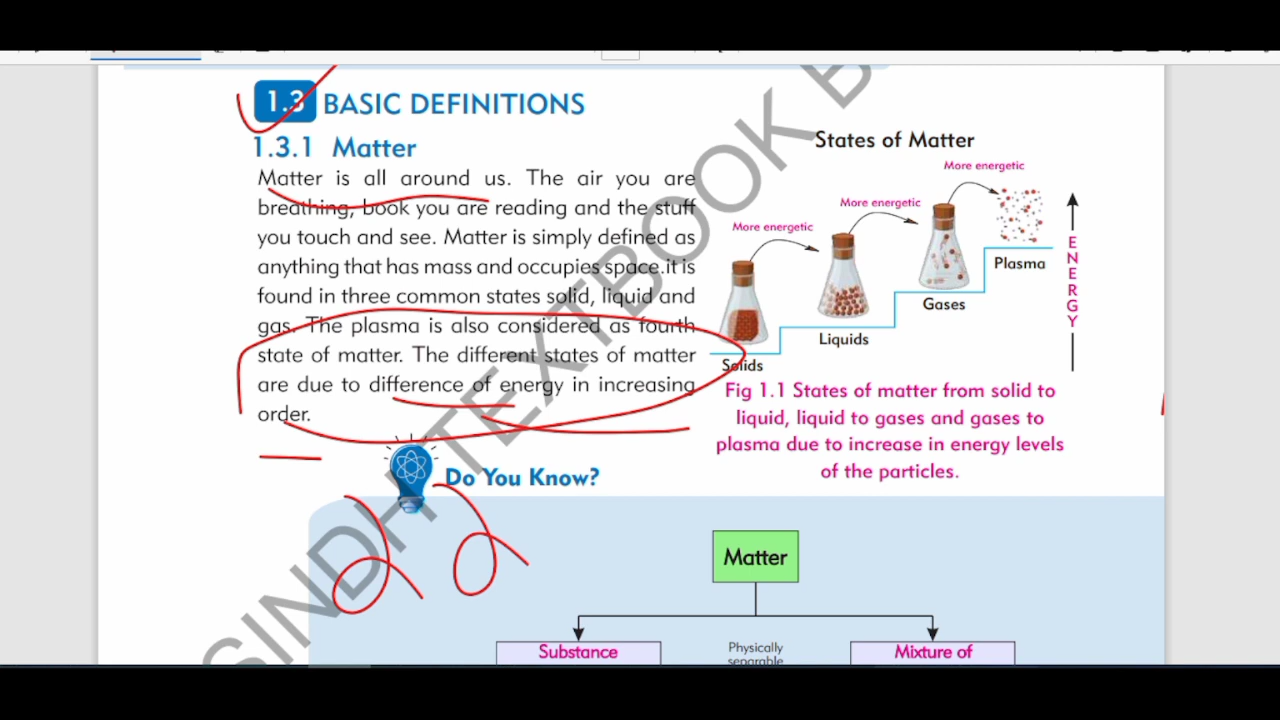 1.3 BASIC DEFINITIONS
1.3.1 Matter
Matter is all around us. The air you are
breathing, book you are reading and the stuff
you touch and see. Matter is simply defined as
anything that has mass and occupies space.it is
found in three common states solid, liquid and
gas. The plasma is also considered as fourth
state of matter. The different states of matter
are due to difference of energy in increasing
order.
States of Matter
More energetic
More energetic
More energetic
Solids
Liquids
Gases
Plasma
ENERGY
Fig 1.1 States of matter from solid to
liquid, liquid to gases and gases to
plasma due to increase in energy levels
of the particles.
Do You Know?
Matter
Substance
Physically
separable
Mixture of
SINDH TEXTBOOK B